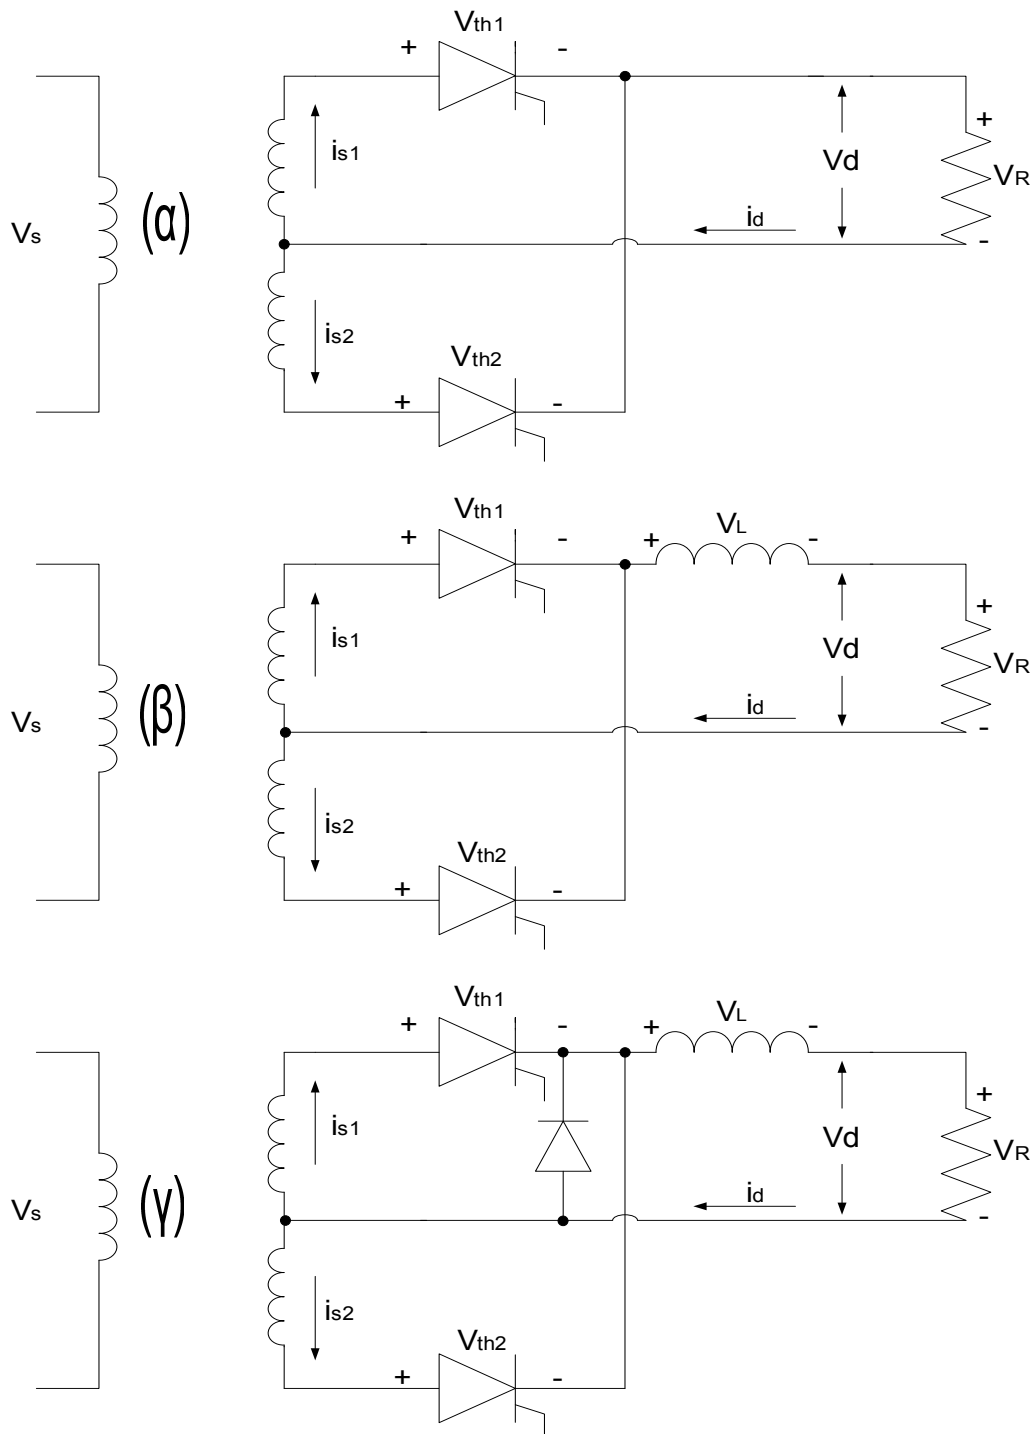 Vth1
+ -
is1
Vd
+
VR
-
Vs
(α)
id
is2
Vth2
+ -
Vth1
+ -
VL
+ -
is1
Vd
+
VR
-
Vs
(β)
id
is2
Vth2
+ -
Vth1
+ -
VL
+ -
is1
Vd
+
VR
-
Vs
(γ)
id
is2
Vth2
+ -